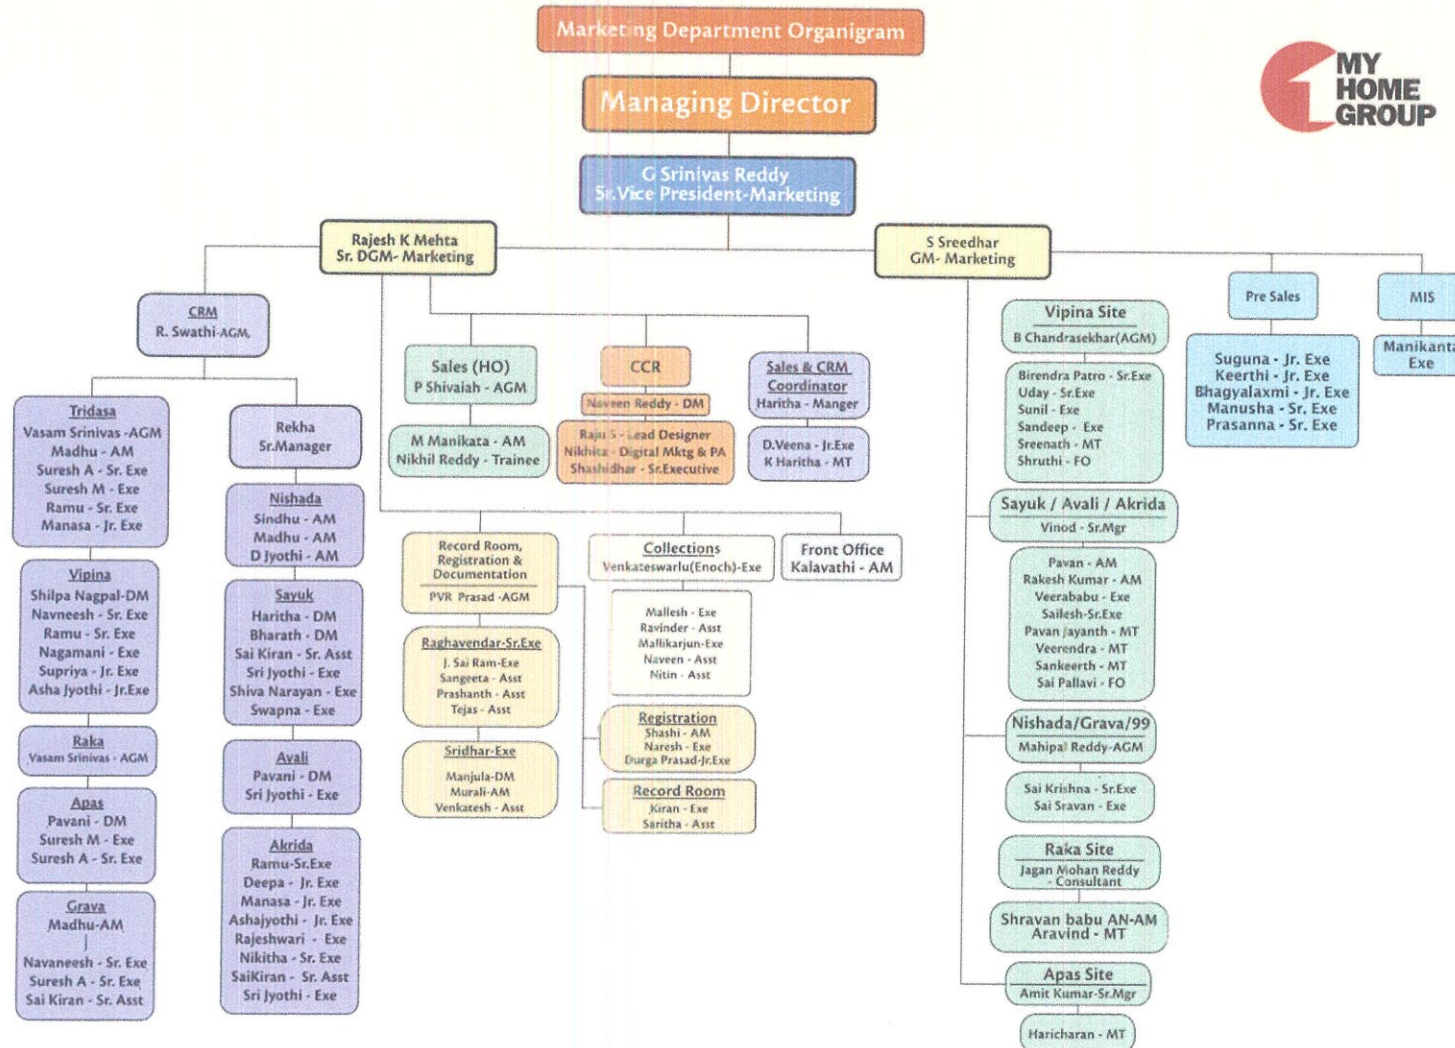 Marketing Department Organigram
MY
HOME
GROUP
Managing Director
G Srinivas Reddy
Sr.Vice President-Marketing
Rajesh K Mehta
Sr. DGM- Marketing
S Sreedhar
GM- Marketing
CRM
R. Swathi-AGM,
Tridasa
Vasam Srinivas -AGM
Madhu - AM
Suresh A - Sr. Exe
Suresh M - Exe
Ramu - Sr. Exe
Manasa - Jr. Exe
Vipina
Shilpa Nagpal-DM
Navneesh - Sr. Exe
Ramu - Sr. Exe
Nagamani - Exe
Supriya - Jr. Exe
Asha Jyothi - Jr.Exe
Raka
Vasam Srinivas - AGM
Apas
Pavani - DM
Suresh M - Exe
Suresh A - Sr. Exe
Grava
Madhu-AM
Navaneesh - Sr. Exe
Suresh A - Sr. Exe
Sai Kiran - Sr. Asst
Rekha
Sr.Manager
Nishada
Sindhu - AM
Madhu - AM
D Jyothi - AM
Sayuk
Haritha - DM
Bharath - DM
Sai Kiran - Sr. Asst
Sri Jyothi - Exe
Shiva Narayan - Exe
Swapna - Exe
Avali
Pavani - DM
Sri Jyothi - Exe
Akrida
Ramu-Sr.Exe
Deepa - Jr. Exe
Manasa - Jr. Exe
Ashajyothi - Jr. Exe
Rajeshwari - Exe
Nikitha - Sr. Exe
SaiKiran - Sr. Asst
Sri Jyothi - Exe
Sales (HO)
P Shivaiah - AGM
M Manikata - AM
Nikhil Reddy - Trainee
CCR
Naveen Reddy - DM
Raju S - Lead Designer
Nikhita - Digital Mktg & PA
Shashidhar - Sr.Executive
Sales & CRM
Coordinator
Haritha - Manger
D.Veena - Jr.Exe
K Haritha - MT
Record Room,
Registration &
Documentation
PVR Prasad -AGM
Raghavendar-Sr.Exe
J. Sai Ram-Exe
Sangeeta - Asst
Prashanth - Asst
Tejas - Asst
Sridhar-Exe
Manjula-DM
Murali-AM
Venkatesh - Asst
Collections
Venkateswarlu(Enoch)-Exe
Mallesh - Exe
Ravinder - Asst
Mallikarjun-Exe
Naveen - Asst
Nitin - Asst
Registration
Shashi - AM
Naresh - Exe
Durga Prasad-Jr.Exe
Record Room
Kiran - Exe
Saritha - Asst
Front Office
Kalavathi - AM
Vipina Site
B Chandrasekhar(AGM)
Birendra Patro - Sr.Exe
Uday - Sr.Exe
Sunil - Exe
Sandeep - Exe
Sreenath - MT
Shruthi - FO
Sayuk / Avali / Akrida
Vinod - Sr.Mgr
Pavan - AM
Rakesh Kumar - AM
Veerababu - Exe
Sailesh-Sr.Exe
Pavan Jayanth - MT
Veerendra - MT
Sankeerth - MT
Sai Pallavi - FO
Nishada/Grava/99
Mahipal Reddy-AGM
Sai Krishna - Sr.Exe
Sai Sravan - Exe
Raka Site
Jagan Mohan Reddy
- Consultant
Shravan babu AN-AM
Aravind - MT
Apas Site
Amit Kumar-Sr.Mgr
Haricharan - MT
Pre Sales
Suguna - Jr. Exe
Keerthi - Jr. Exe
Bhagyalaxmi - Jr. Exe
Manusha - Sr. Exe
Prasanna - Sr. Exe
MIS
Manikanta
Exe